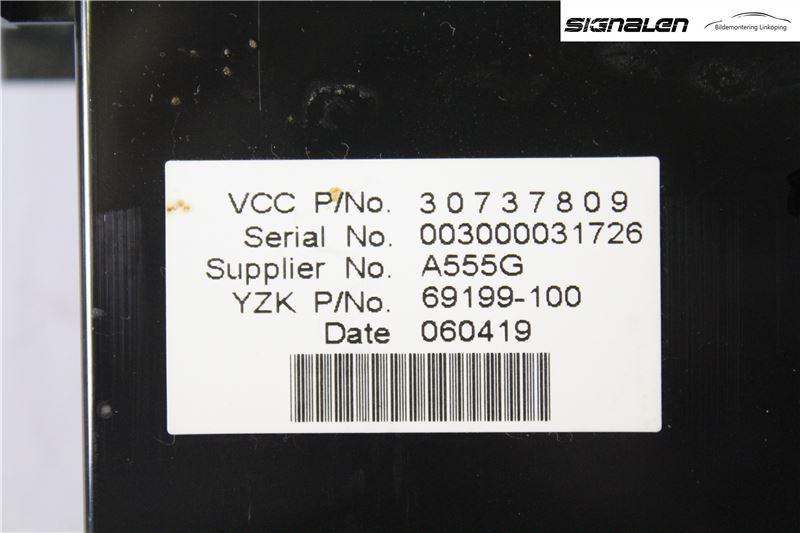 SIGNALEN
Bildemontering Linköping
VCC P/No. 30737809
Serial No. 003000031726
Supplier No. A555G
YZK P/No. 69199-100
Date 060419